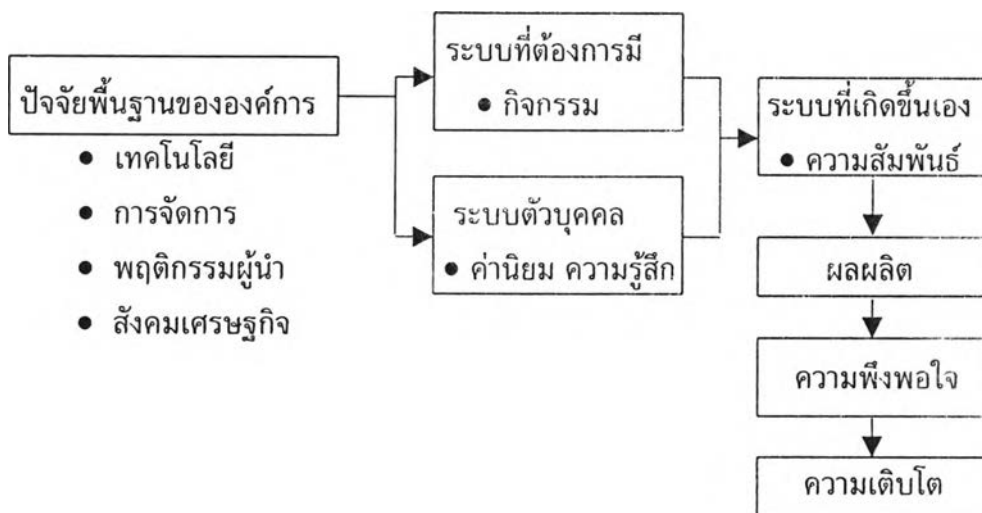 ปัจจัยพื้นฐานขององค์การ
● เทคโนโลยี
● การจัดการ
● พฤติกรรมผู้นำ
● สังคมเศรษฐกิจ
ระบบที่ต้องการมี
● กิจกรรม
ระบบตัวบุคคล
● ค่านิยม ความรู้สึก
ระบบที่เกิดขึ้นเอง
● ความสัมพันธ์
ผลผลิต
ความพึงพอใจ
ความเติบโต